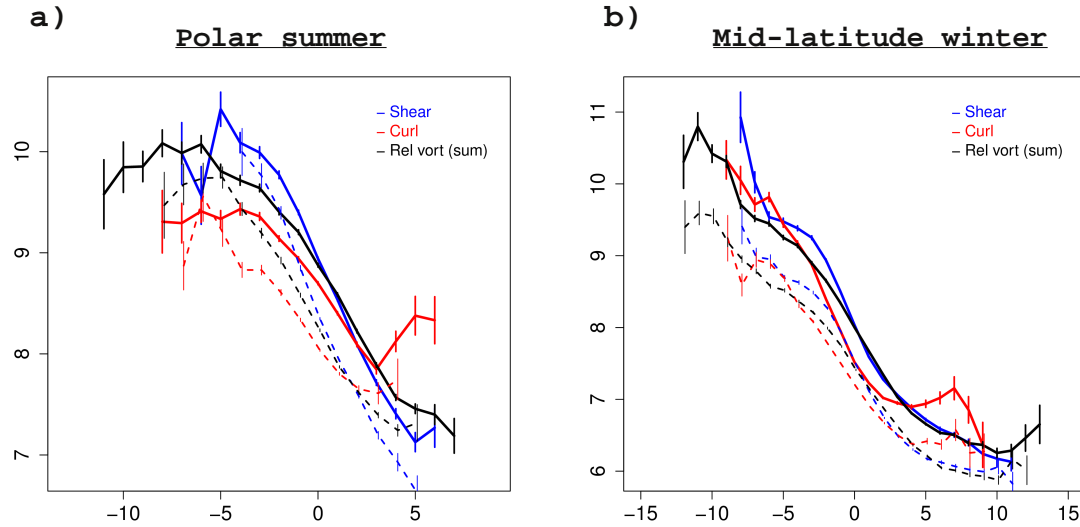 a)
Polar summer
– Shear
– Curl
– Rel vort (sum)
10
9
8
7
−10 −5 0 5
b)
Mid-latitude winter
– Shear
– Curl
– Rel vort (sum)
11
10
9
8
7
6
−15 −10 −5 0 5 10 15